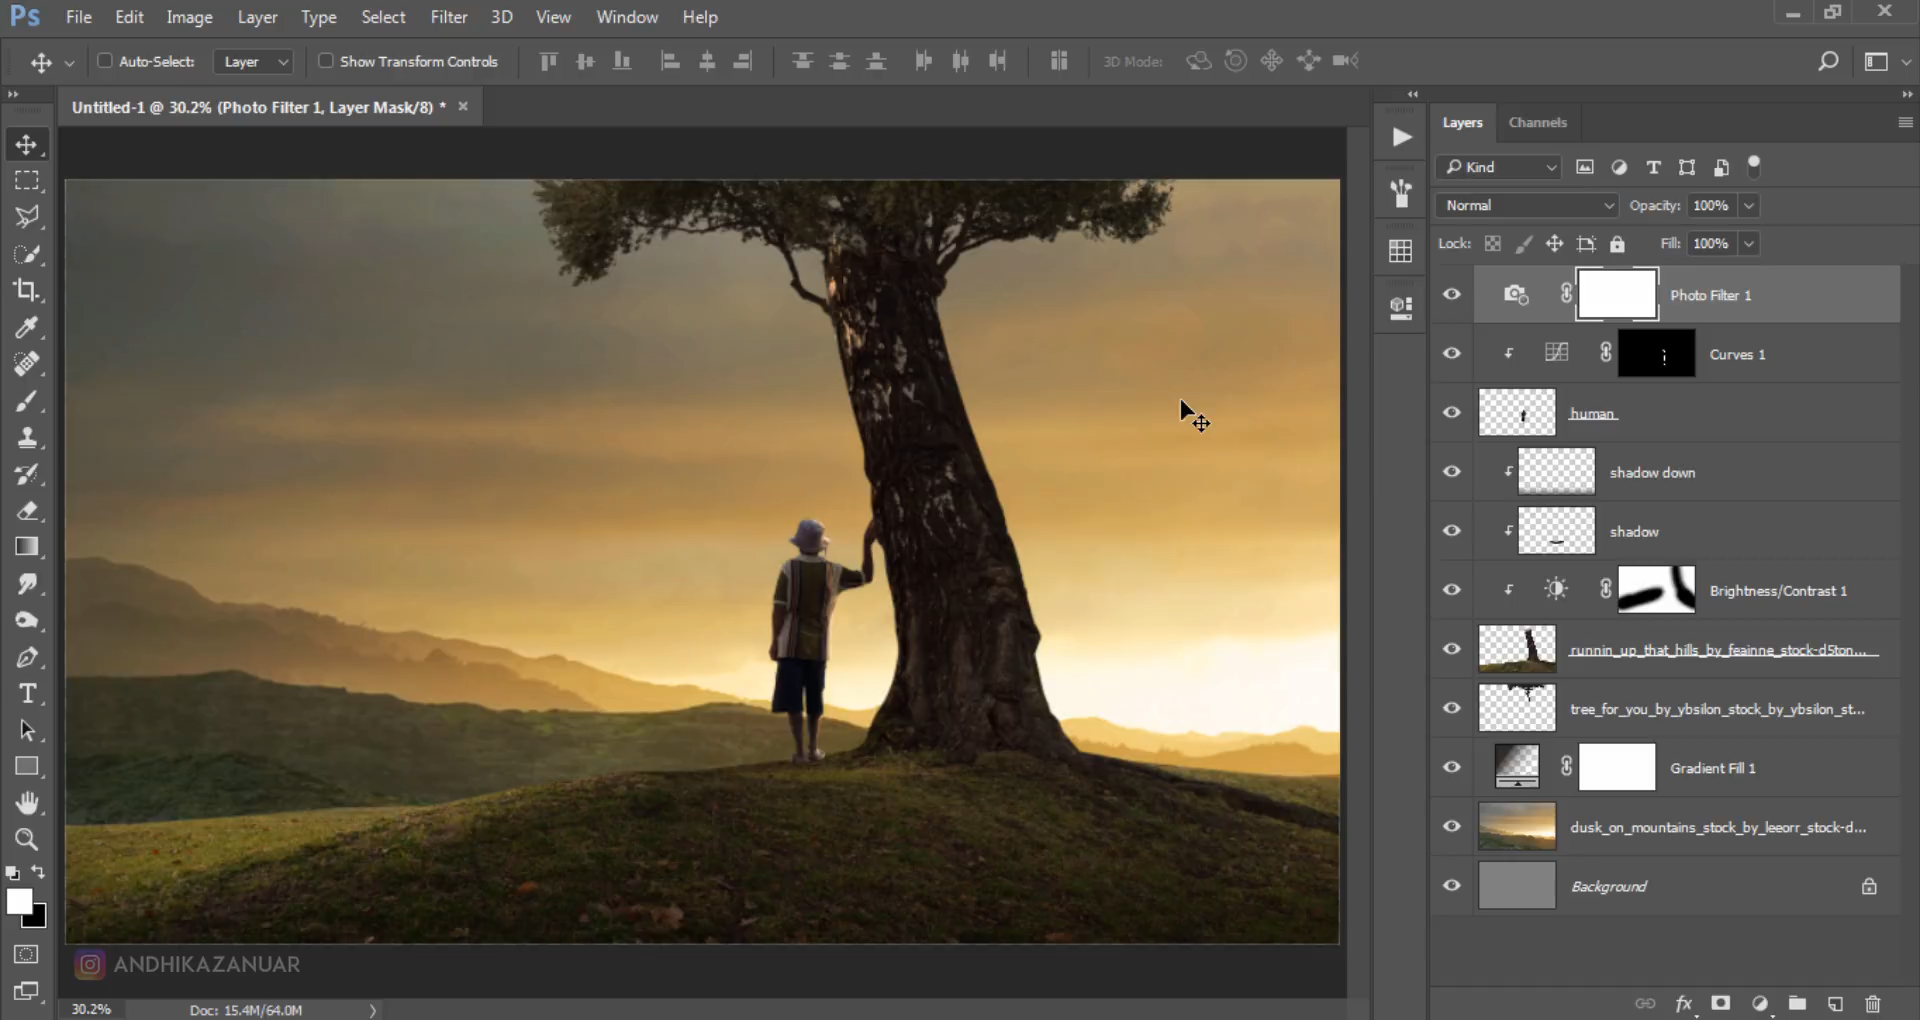 Ps File Edit Image Layer Type Select Filter 3D View Window Help
Auto-Select: Layer Show Transform Controls 3D Mode:
Untitled-1 @ 30.2% (Photo Filter 1, Layer Mask/8) * ×
Layers Channels
Kind
Normal Opacity: 100%
Lock: Fill: 100%
Photo Filter 1
Curves 1
human
shadow down
shadow
Brightness/Contrast 1
runnin_up_that_hills_by_feainne_stock-d5ton...
tree_for_you_by_ybsilon_stock_by_ybsilon_st...
Gradient Fill 1
dusk_on_mountains_stock_by_leeorr_stock-d...
Background
ANDHIKAZANUAR
30.2% Doc: 15.4M/64.0M
fx